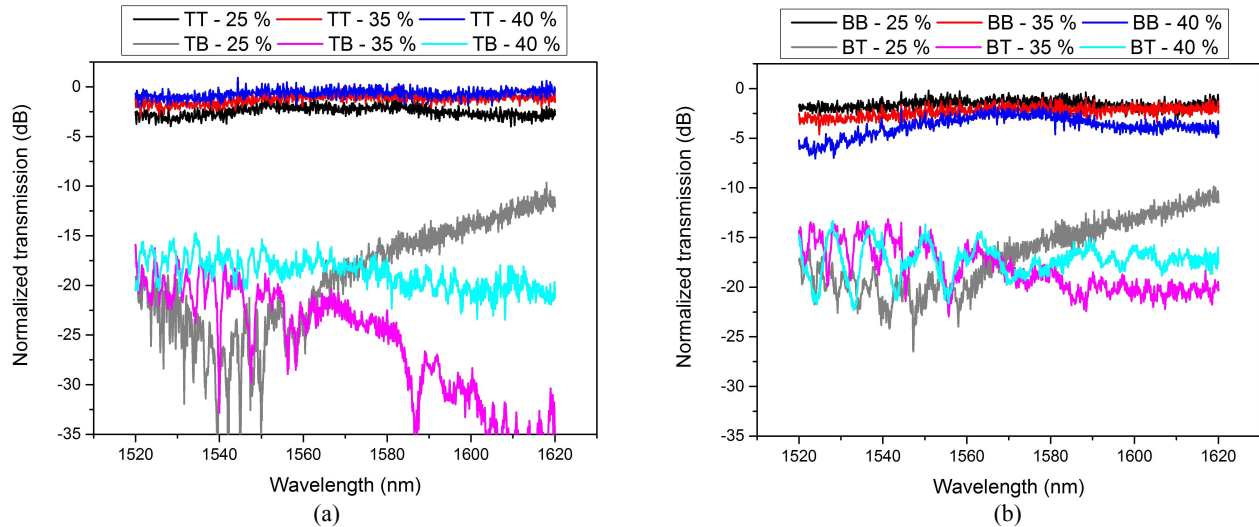 TT - 25 % TT - 35 % TT - 40 %
TB - 25 % TB - 35 % TB - 40 %
0
-5
-10
-15
-20
-25
-30
-35
Normalized transmission (dB)
1520 1540 1560 1580 1600 1620
Wavelength (nm)
(a)
BB - 25 % BB - 35 % BB - 40 %
BT - 25 % BT - 35 % BT - 40 %
0
-5
-10
-15
-20
-25
-30
-35
Normalized transmission (dB)
1520 1540 1560 1580 1600 1620
Wavelength (nm)
(b)